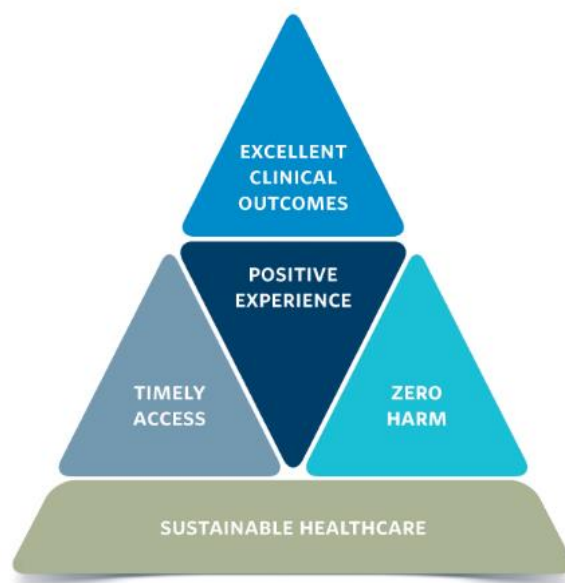 EXCELLENT
CLINICAL
OUTCOMES
POSITIVE
EXPERIENCE
TIMELY
ACCESS
ZERO
HARM
SUSTAINABLE HEALTHCARE